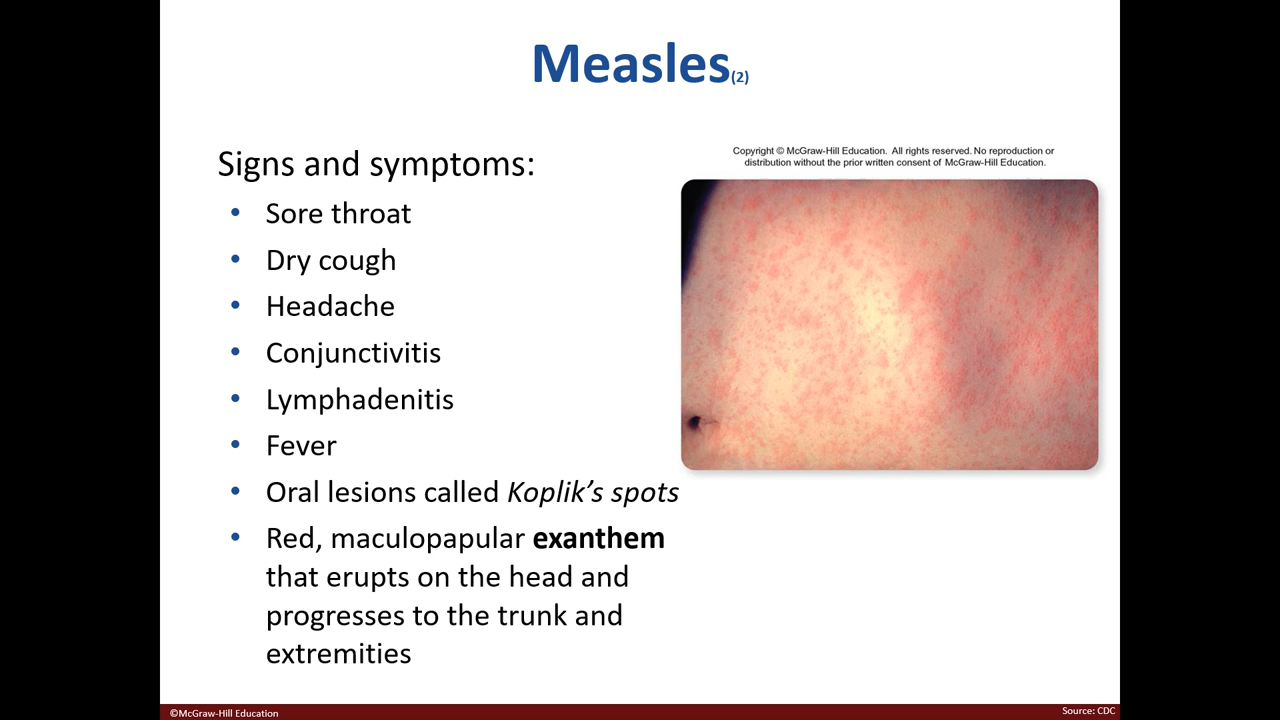 Measles(2)
Signs and symptoms:
• Sore throat
• Dry cough
• Headache
• Conjunctivitis
• Lymphadenitis
• Fever
• Oral lesions called Koplik’s spots
• Red, maculopapular exanthem
that erupts on the head and
progresses to the trunk and
extremities
Copyright © McGraw-Hill Education. All rights reserved. No reproduction or
distribution without the prior written consent of McGraw-Hill Education.
©McGraw-Hill Education
Source: CDC